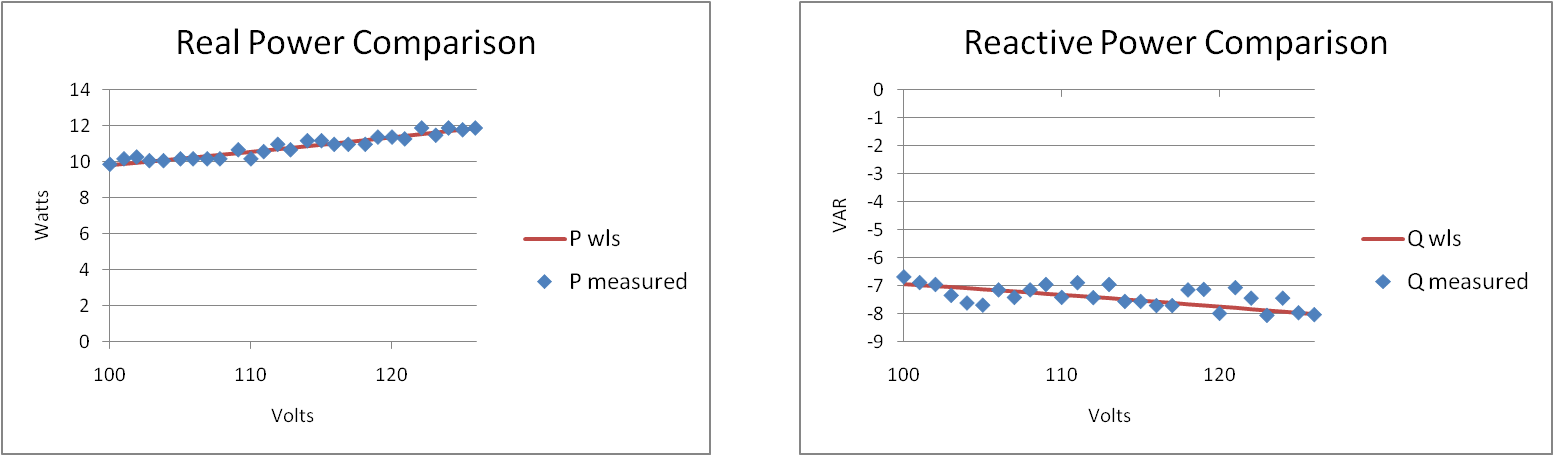 Real Power Comparison
14
12
10
8
6
4
2
0
Watts
100
110
120
Volts
P wls
P measured
Reactive Power Comparison
0
-1
-2
-3
-4
-5
-6
-7
-8
-9
VAR
100
110
120
Volts
Q wls
Q measured